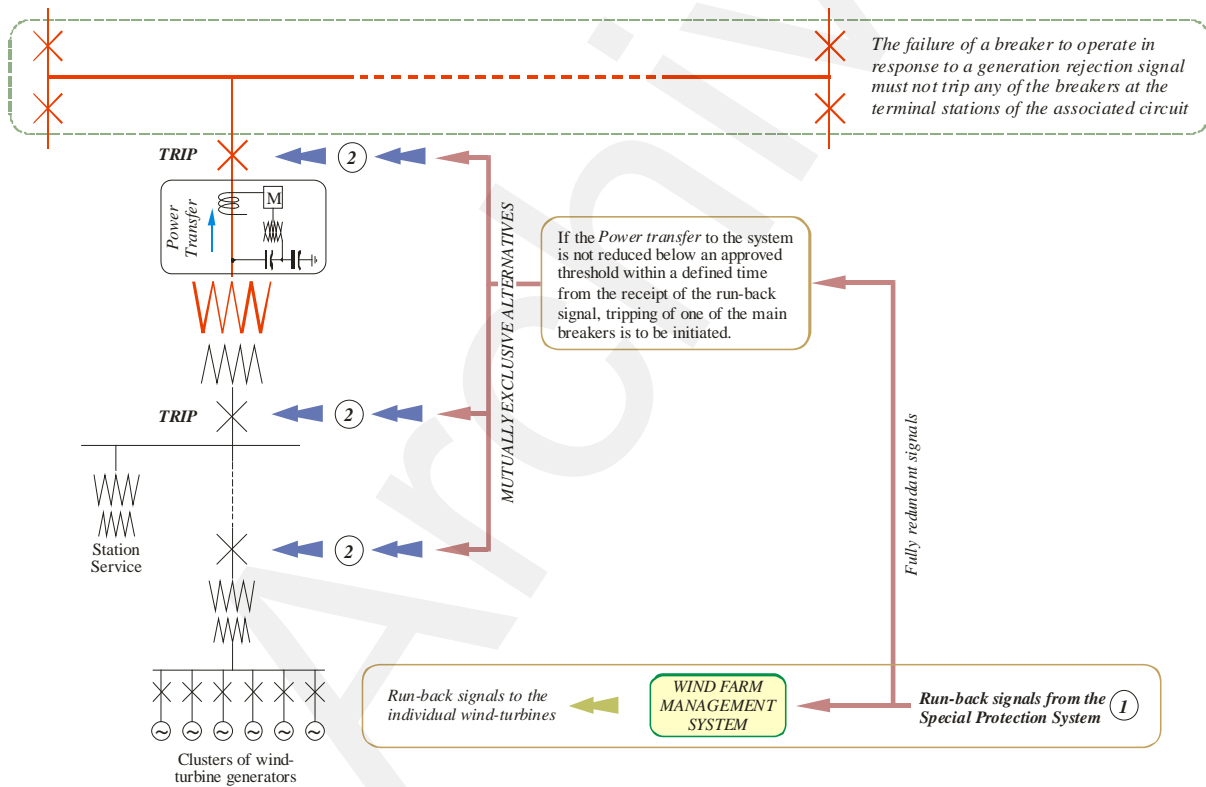 The failure of a breaker to operate in
response to a generation rejection signal
must not trip any of the breakers at the
terminal stations of the associated circuit
TRIP
2
M
Power
Transfer
If the Power transfer to the system
is not reduced below an approved
threshold within a defined time
from the receipt of the run-back
signal, tripping of one of the main
breakers is to be initiated.
MUTUALLY EXCLUSIVE ALTERNATIVES
TRIP
2
Fully redundant signals
Station
Service
2
Run-back signals to the
individual wind-turbines
WIND FARM
MANAGEMENT
SYSTEM
Run-back signals from the
Special Protection System
1
Clusters of wind-
turbine generators
Archiv